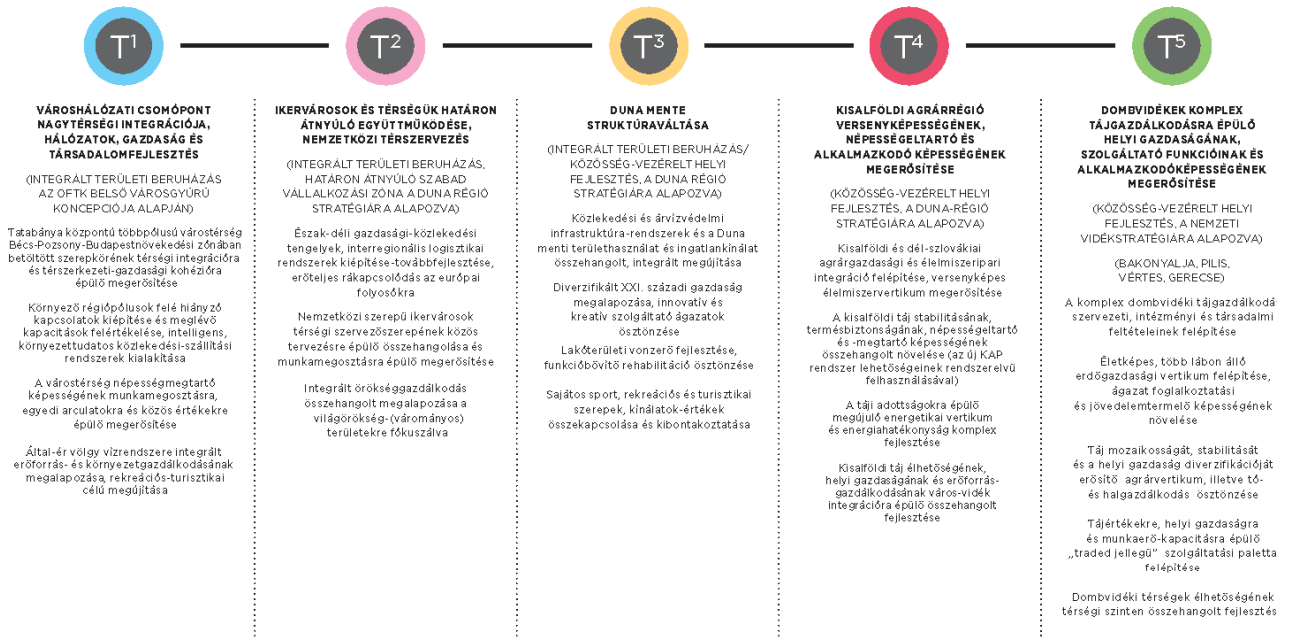 T1
VÁROSHÁLÓZATI CSOMÓPONT
NAGYTÉRSÉGI INTEGRÁCIÓJA,
HÁLÓZATOK, GAZDASÁG ÉS
TÁRSADALOMFEJLESZTÉS
(INTEGRÁLT TERÜLETI BERUHÁZÁS
AZ OFTK BELSŐ VÁROSGYŰRŰ
KONCEPCIÓJA ALAPJÁN)
Tatabánya központú többpólusú várostérség
Bécs-Pozsony-Budapestnövekedési zónában
betöltött szerepkörének térségi integrációra
és térszerkezeti-gazdasági kohézióra
épülő megerősítése
Környező régiópólusok felé hiányzó
kapcsolatok kiépítése és meglévő
kapacitások felértékelése, intelligens,
környezettudatos közlekedési-szállítási
rendszerek kialakítása
A várostérség népességmegtartó
képességének munkamegosztásra,
egyedi arculatokra és közös értékekre
épülő megerősítése
Által-ér völgy vízrendszere integrált
erőforrás- és környezetgazdálkodásának
megalapozása, rekreációs-turisztikai
célú megújítása
T2
IKERVÁROSOK ÉS TÉRSÉGÜK HATÁRON
ÁTNYÚLÓ EGYÜTTMŰKÖDÉSE,
NEMZETKÖZI TÉRSZERVEZÉS
(INTEGRÁLT TERÜLETI BERUHÁZÁS,
HATÁRON ÁTNYÚLÓ SZABAD
VÁLLALKOZÁSI ZÓNA A DUNA RÉGIÓ
STRATÉGIÁRA ALAPOZVA)
Észak-déli gazdasági-közlekedési
tengelyek, interregionális logisztikai
rendszerek kiépítése-továbbfejlesztése,
erőteljes rákapcsolódás az európai
folyosókra
Nemzetközi szerepű ikervárosok
térségi szervezőszerepének közös
tervezésre épülő összehangolása és
munkamegosztásra épülő megerősítése
Integrált örökséggazdálkodás
összehangolt megalapozása a
világörökség-(várományos)
területekre fókuszálva
T3
DUNA MENTE
STRUKTÚRAVÁLTÁSA
(INTEGRÁLT TERÜLETI BERUHÁZÁS/
KÖZÖSSÉG-VEZÉRELT HELYI
FEJLESZTÉS, A DUNA RÉGIÓ
STRATÉGIÁRA ALAPOZVA)
Közlekedési és árvízvédelmi
infrastruktúra-rendszerek és a Duna
menti területhasználat és ingatlankínálat
összehangolt, integrált megújítása
Diverzifikált XXI. századi gazdaság
megalapozása, innovatív és
kreatív szolgáltató ágazatok
ösztönzése
Lakóterületi vonzerő fejlesztése,
funkcióbővítő rehabilitáció ösztönzése
Sajátos sport, rekreációs és turisztikai
szerepek, kínálatok-értékek
összekapcsolása és kibontakoztatása
T4
KISALFÖLDI AGRÁRRÉGIÓ
VERSENYKÉPESSÉGÉNEK,
NÉPESSÉGELTARTÓ ÉS
ALKALMAZKODÓ KÉPESSÉGÉNEK
MEGERŐSÍTÉSE
(KÖZÖSSÉG-VEZÉRELT HELYI
FEJLESZTÉS, A DUNA-RÉGIÓ
STRATÉGIÁRA ALAPOZVA)
Kisalföldi és dél-szlovákiai
agrárgazdasági és élelmiszeripari
integráció felépítése, versenyképes
élelmiszervertikum megerősítése
A kisalföldi táj stabilitásának,
termésbiztonságának, népességeltartó
és -megtartó képességének
összehangolt növelése (az új KAP
rendszer lehetőségeinek rendszerelvű
felhasználásával)
A táji adottságokra épülő
megújuló energetikai vertikum
és energiahatékonyság komplex
fejlesztése
Kisalföldi táj élhetőségének,
helyi gazdaságának és erőforrás-
gazdálkodásának város-vidék
integrációra épülő összehangolt
fejlesztése
T5
DOMBVIDÉKEK KOMPLEX
TÁJGAZDÁLKODÁSRA ÉPÜLŐ
HELYI GAZDASÁGÁNAK,
SZOLGÁLTATÓ FUNKCIÓINAK ÉS
ALKALMAZKODÓKÉPESSÉGÉNEK
MEGERŐSÍTÉSE
(KÖZÖSSÉG-VEZÉRELT HELYI
FEJLESZTÉS, A NEMZETI
VIDÉKSTRATÉGIÁRA ALAPOZVA)
(BAKONYALJA, PILIS,
VÉRTES, GERECSE)
A komplex dombvidéki tájgazdálkodá
szervezeti, intézményi és társadalmi
feltételeinek felépítése
Életképes, több lábon álló
erdőgazdasági vertikum felépítése,
ágazat foglalkoztatási
és jövedelemtermelő képességének
növelése
Táj mozaikosságát, stabilitását
és a helyi gazdaság diverzifikációját
erősítő agrárvertikum, illetve tó-
és halgazdálkodás ösztönzése
Tájértékekre, helyi gazdaságra
és munkaerő-kapacitásra épülő
„traded jellegű" szolgáltatási paletta
felépítése
Dombvidéki térségek élhetőségének
térségi szinten összehangolt fejlesztés